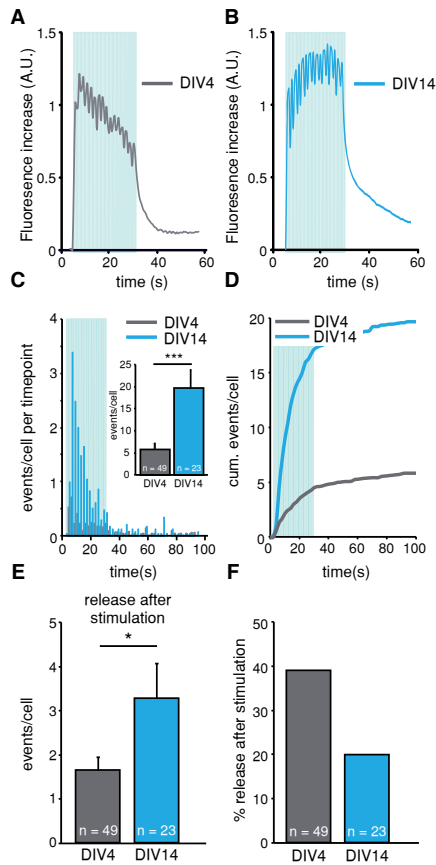 A
B
Fluoresence increase (A.U.)
1.5
1
0.5
0
DIV4
0 20 40 60
time (s)
Fluoresence increase (A.U.)
1.5
1
0.5
0
DIV14
0 20 40 60
time (s)
C
D
events/cell per timepoint
4
3
2
1
0
DIV4
DIV14
events/cell
25
20
15
10
5
0
***
n = 49
n = 23
DIV4 DIV14
0 20 40 60 80 100
time(s)
cum. events/cell
20
15
10
5
0
DIV4
DIV14
0 20 40 60 80 100
time(s)
E
F
release after
stimulation
events/cell
5
4
3
2
1
0
*
n = 49
n = 23
DIV4 DIV14
% release after stimulation
50
40
30
20
10
0
n = 49
n = 23
DIV4 DIV14